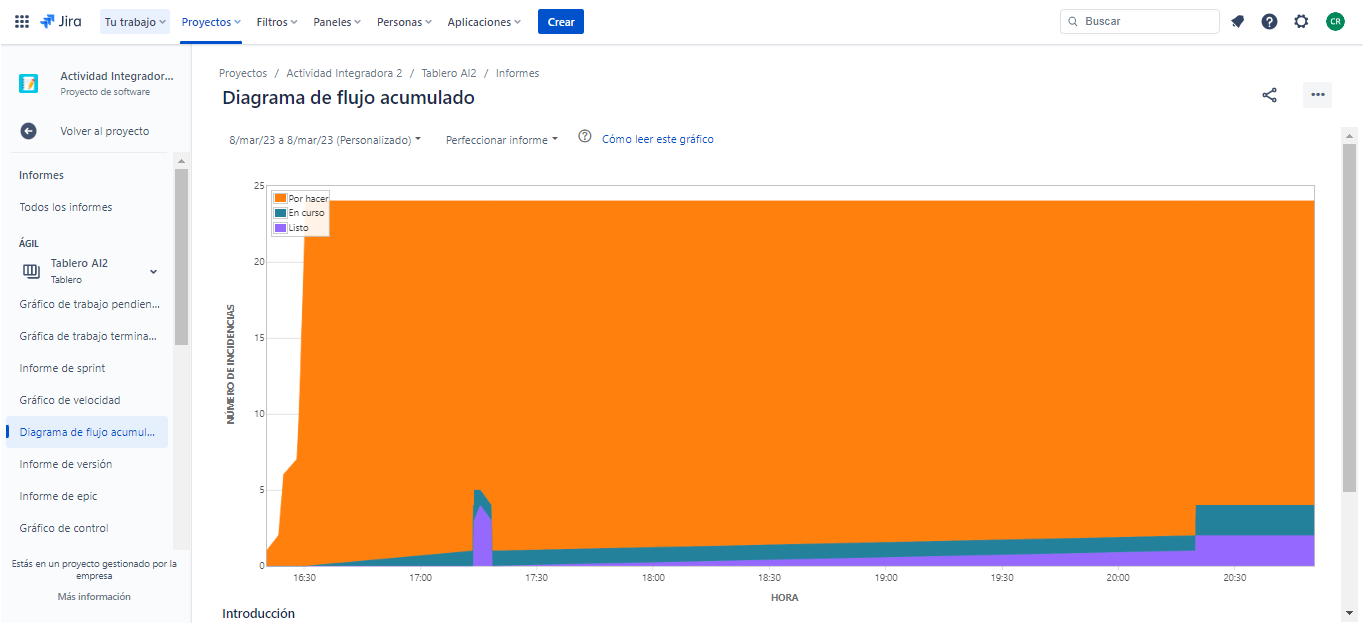 Jira
Tu trabajo
Proyectos
Filtros
Paneles
Personas
Aplicaciones
Crear
Buscar
CR
Actividad Integrador...
Proyecto de software
Volver al proyecto
Informes
Todos los informes
ÁGIL
Tablero AI2
Tablero
Gráfico de trabajo pendien...
Gráfica de trabajo termina...
Informe de sprint
Gráfico de velocidad
Diagrama de flujo acumul...
Informe de versión
Informe de epic
Gráfico de control
Estás en un proyecto gestionado por la
empresa
Más información
Proyectos / Actividad Integradora 2 / Tablero AI2 / Informes
Diagrama de flujo acumulado
8/mar/23 a 8/mar/23 (Personalizado)
Perfeccionar informe
Cómo leer este gráfico
Por hacer
En curso
Listo
NÚMERO DE INCIDENCIAS
25
20
15
10
5
0
16:30
17:00
17:30
18:00
18:30
19:00
19:30
20:00
20:30
HORA
Introducción